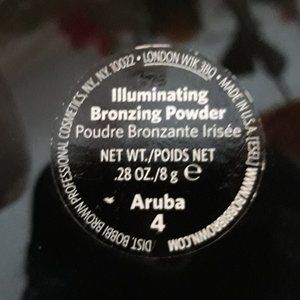 DIST. BOBBI BROWN PROFESSIONAL COSMETICS, N.Y., N.Y. 10022 • LONDON W1K 3BQ • MADE IN U.S.A.
Illuminating
Bronzing Powder
Poudre Bronzante Irisée
NET WT./POIDS NET
.28 OZ./8 g ℮
Aruba
4